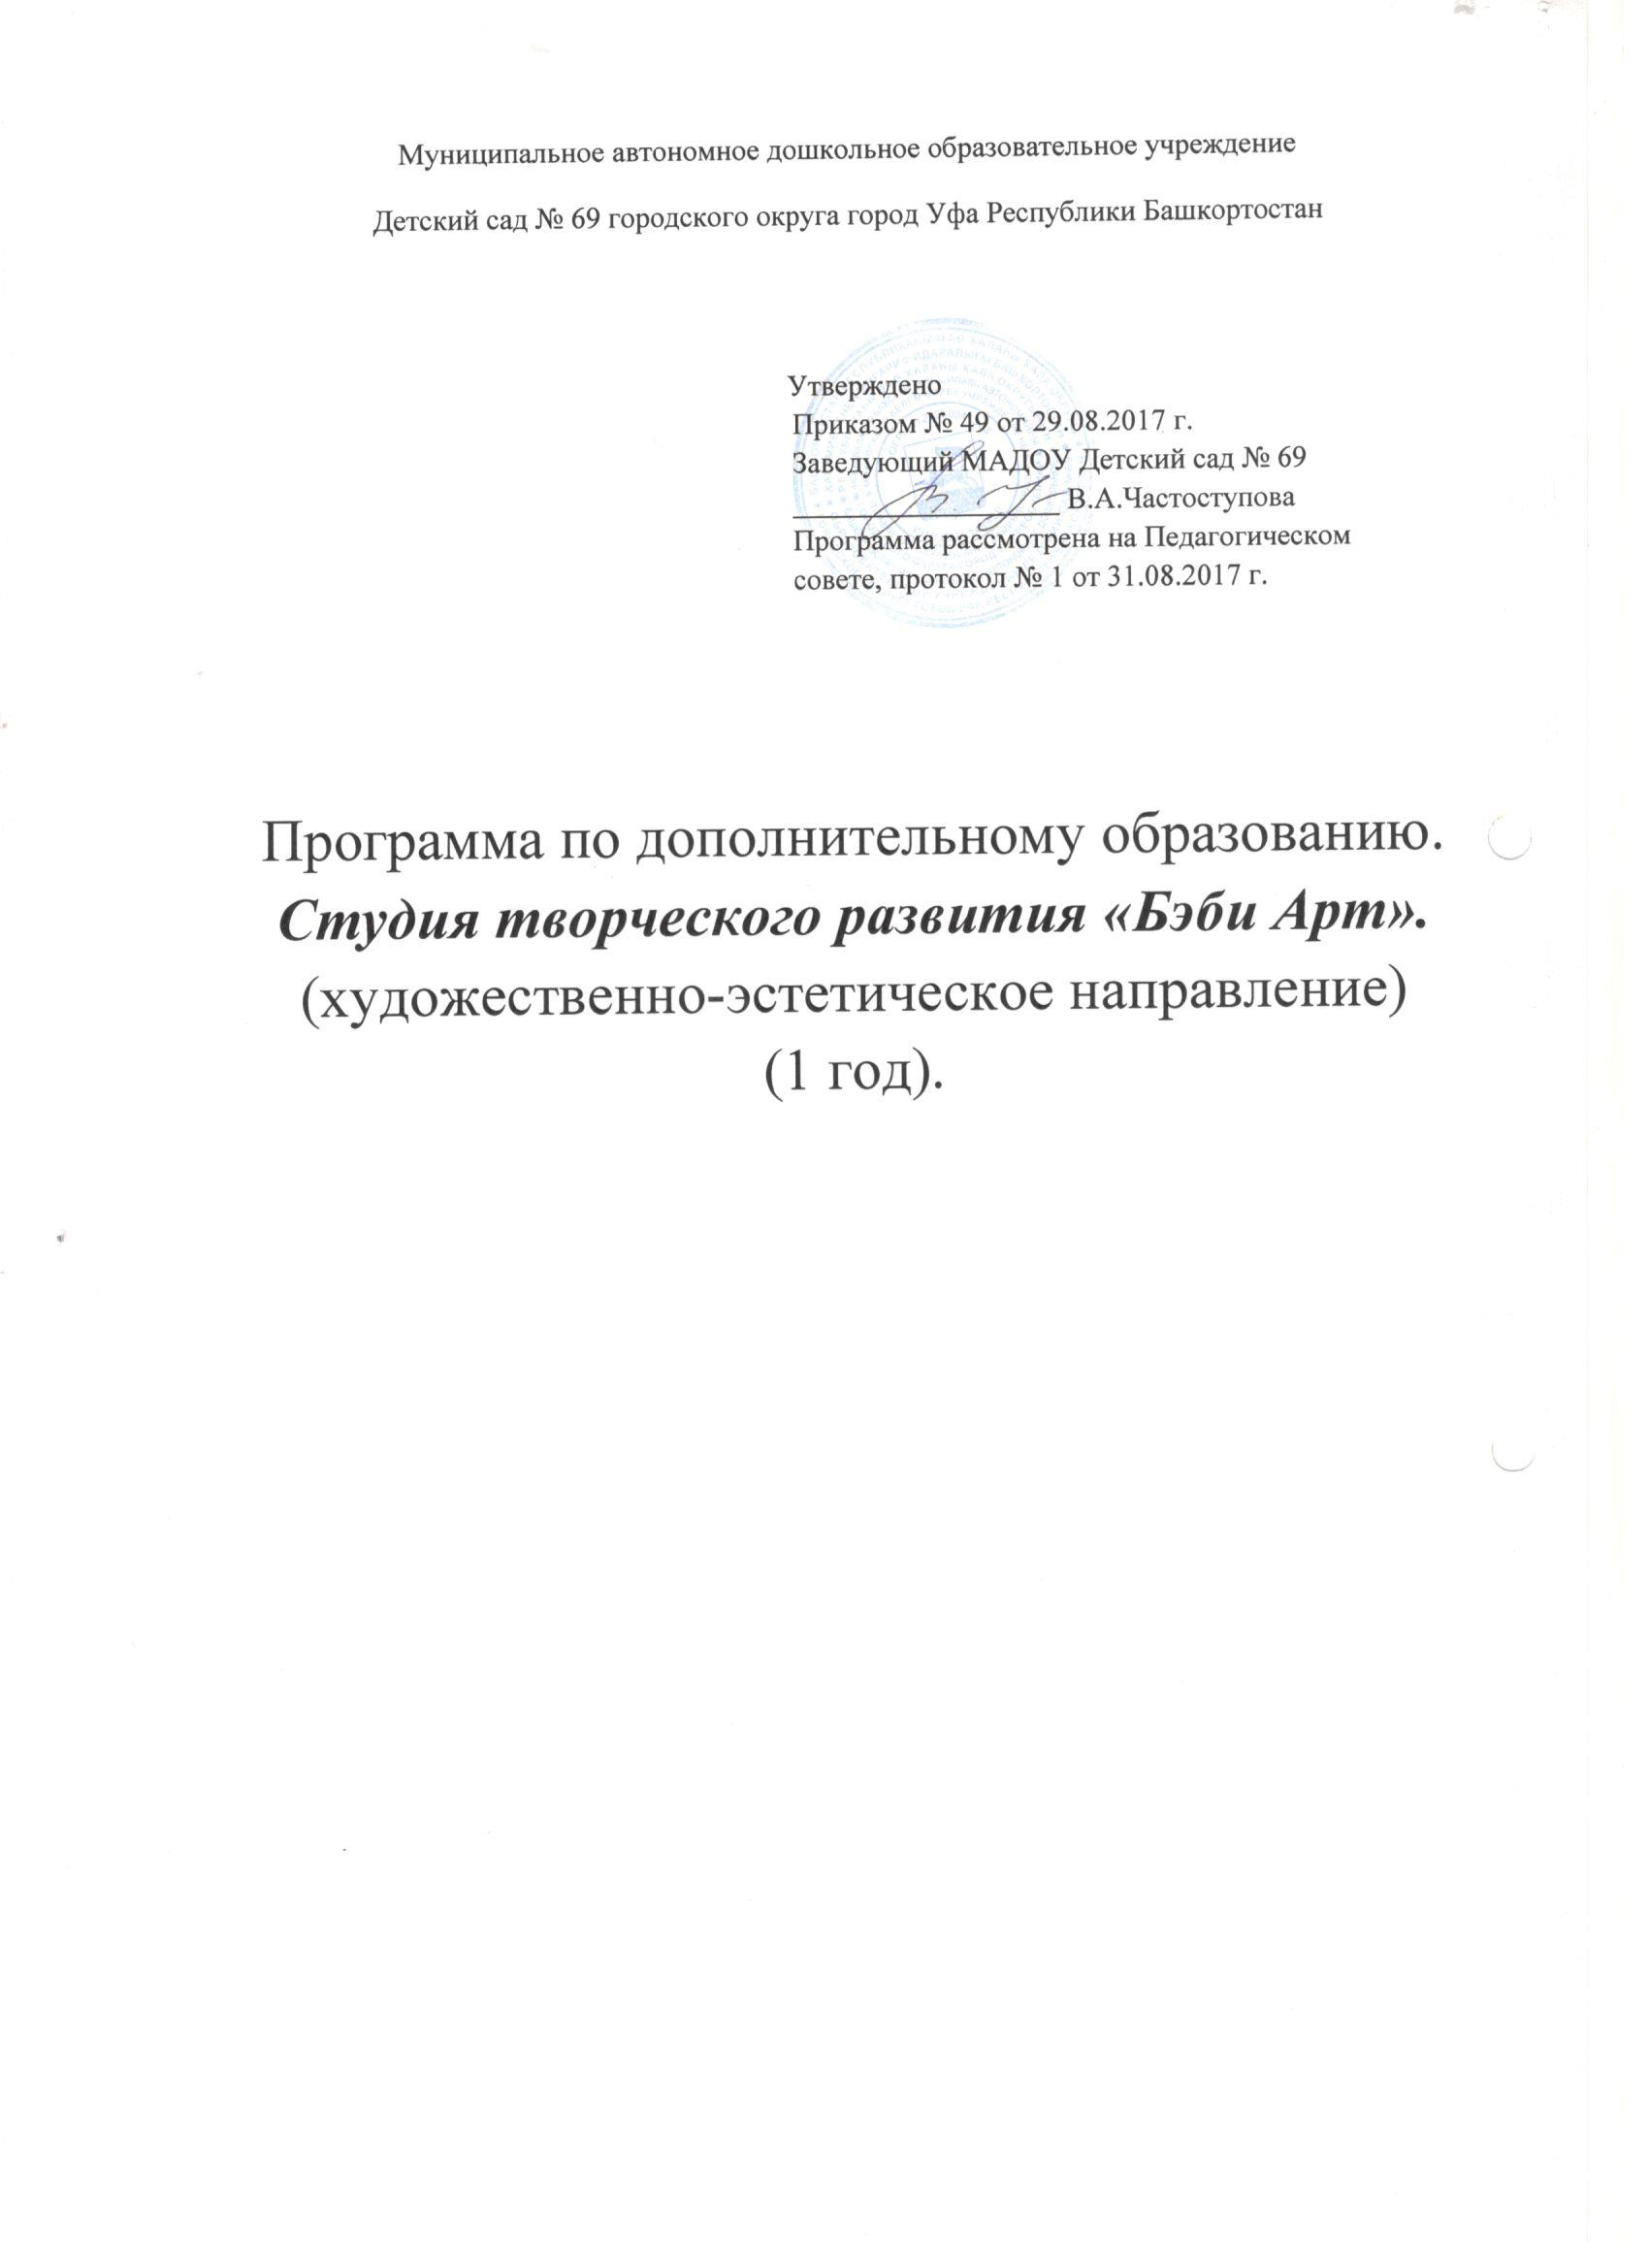 Муниципальное автономное дошкольное образовательное учреждение
Детский сад № 69 городского округа город Уфа Республики Башкортостан
Утверждено
Приказом № 49 от 29.08.2017 г.
Заведующий МАДОУ Детский сад № 69
В.А.Частоступова
Программа рассмотрена на Педагогическом
совете, протокол № 1 от 31.08.2017 г.
Программа по дополнительному образованию.
Студия творческого развития «Бэби Арт».
(художественно-эстетическое направление)
(1 год).